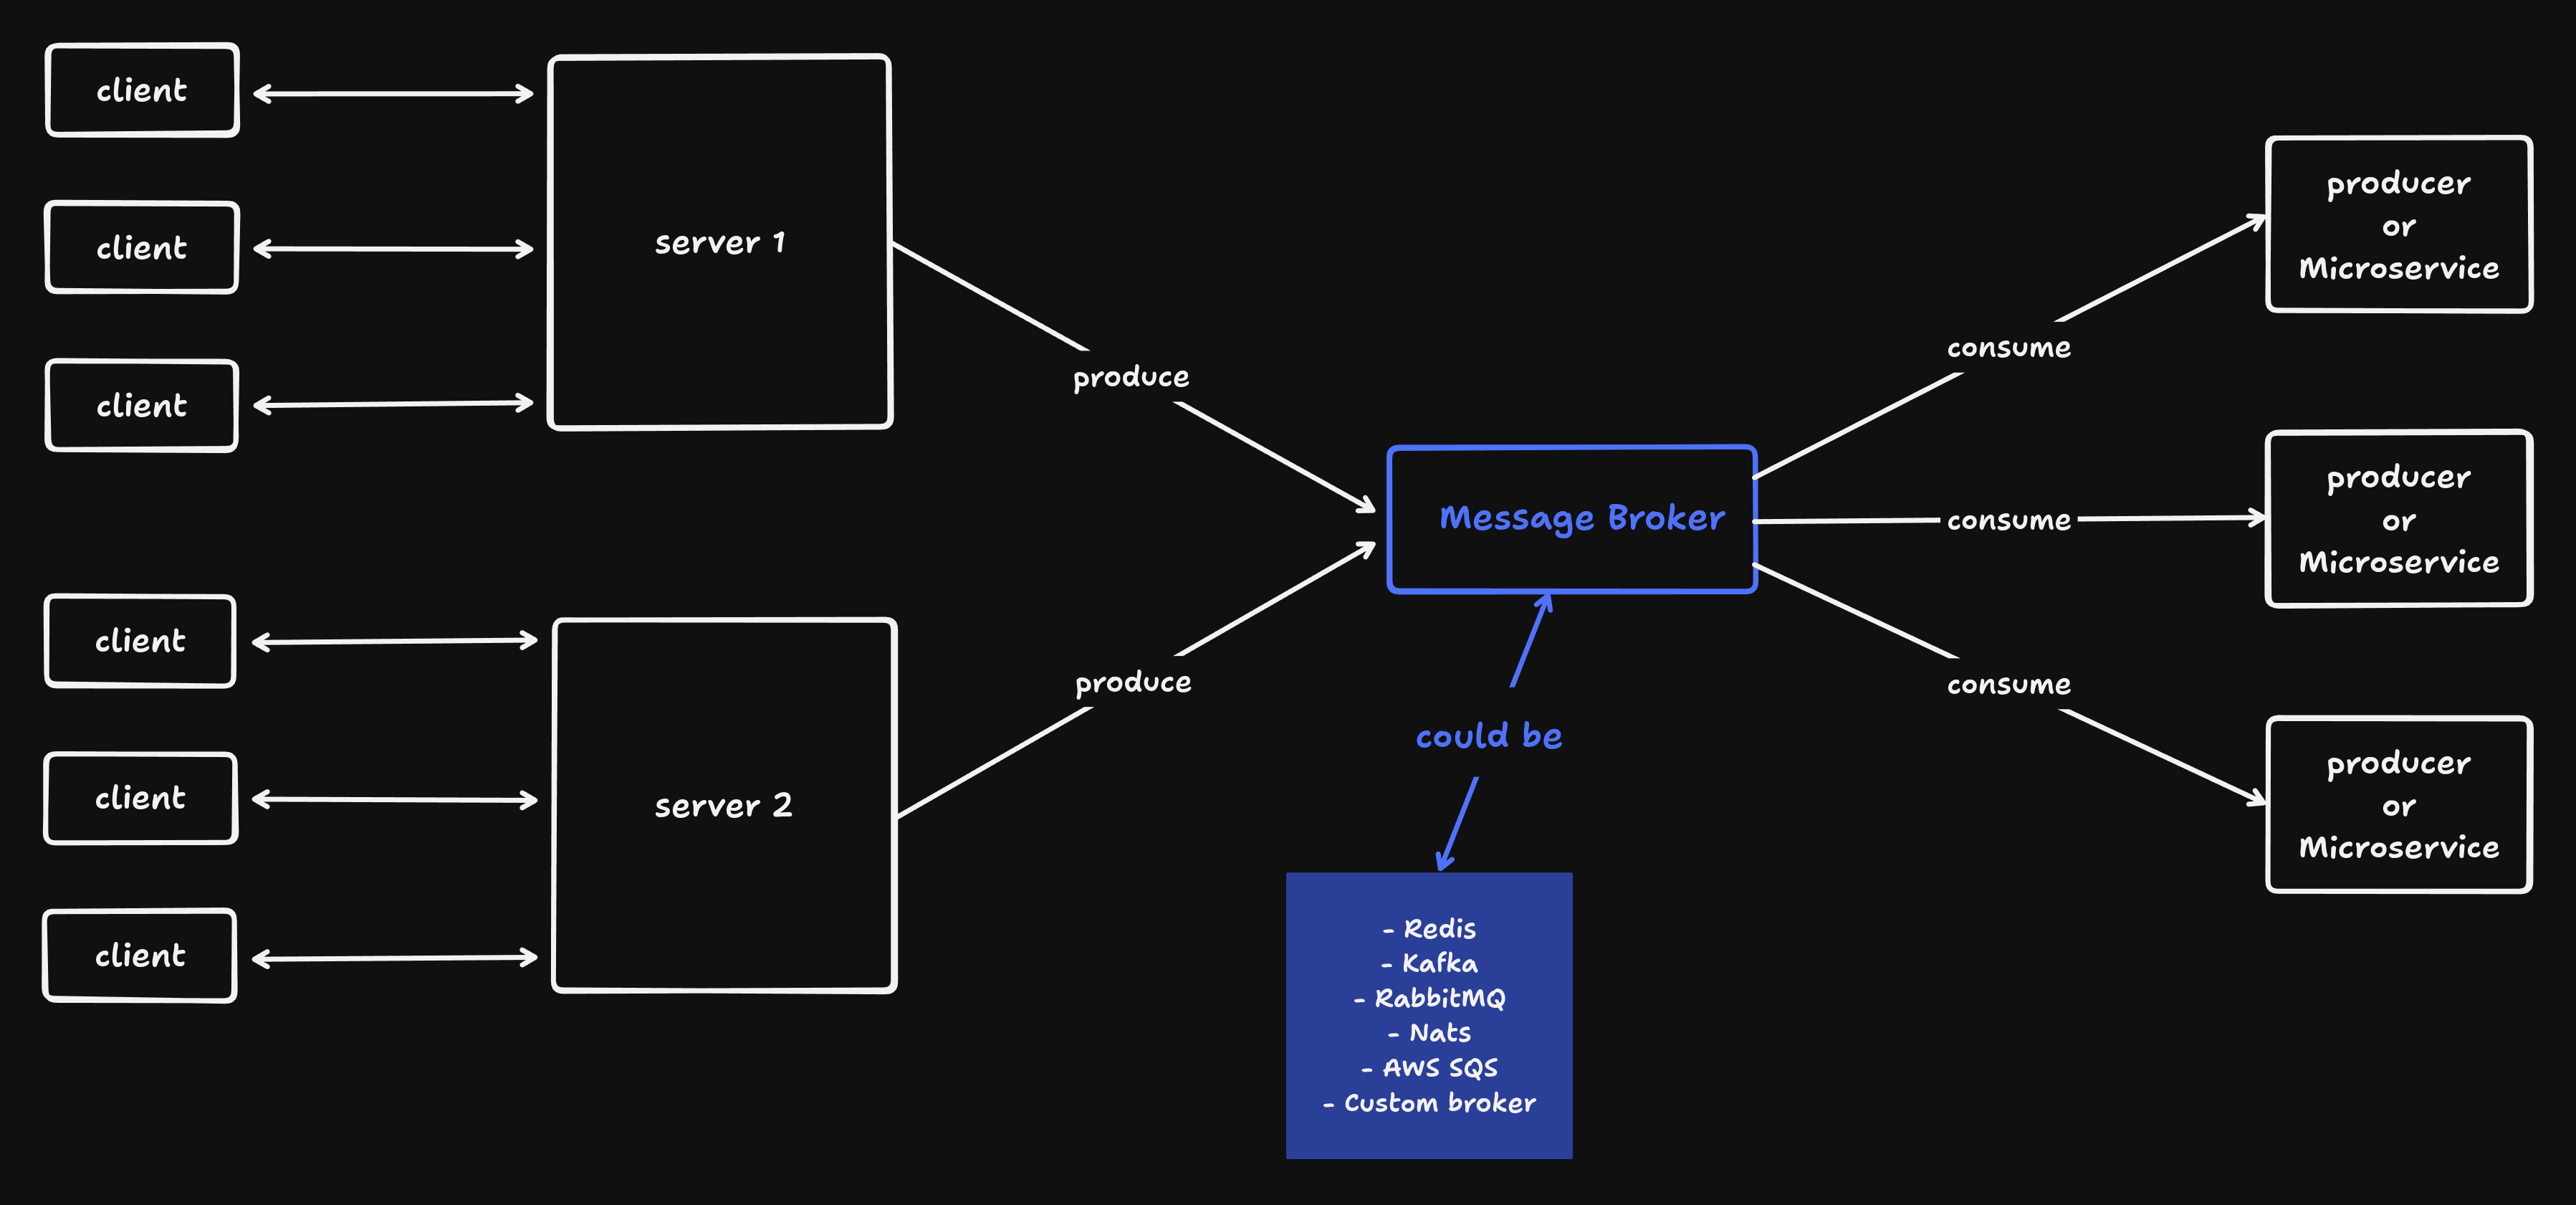 client
client
client
server 1
client
client
client
server 2
produce
produce
Message Broker
could be
- Redis
- Kafka
- RabbitMQ
- Nats
- AWS SQS
- Custom broker
consume
consume
consume
producer
or
Microservice
producer
or
Microservice
producer
or
Microservice